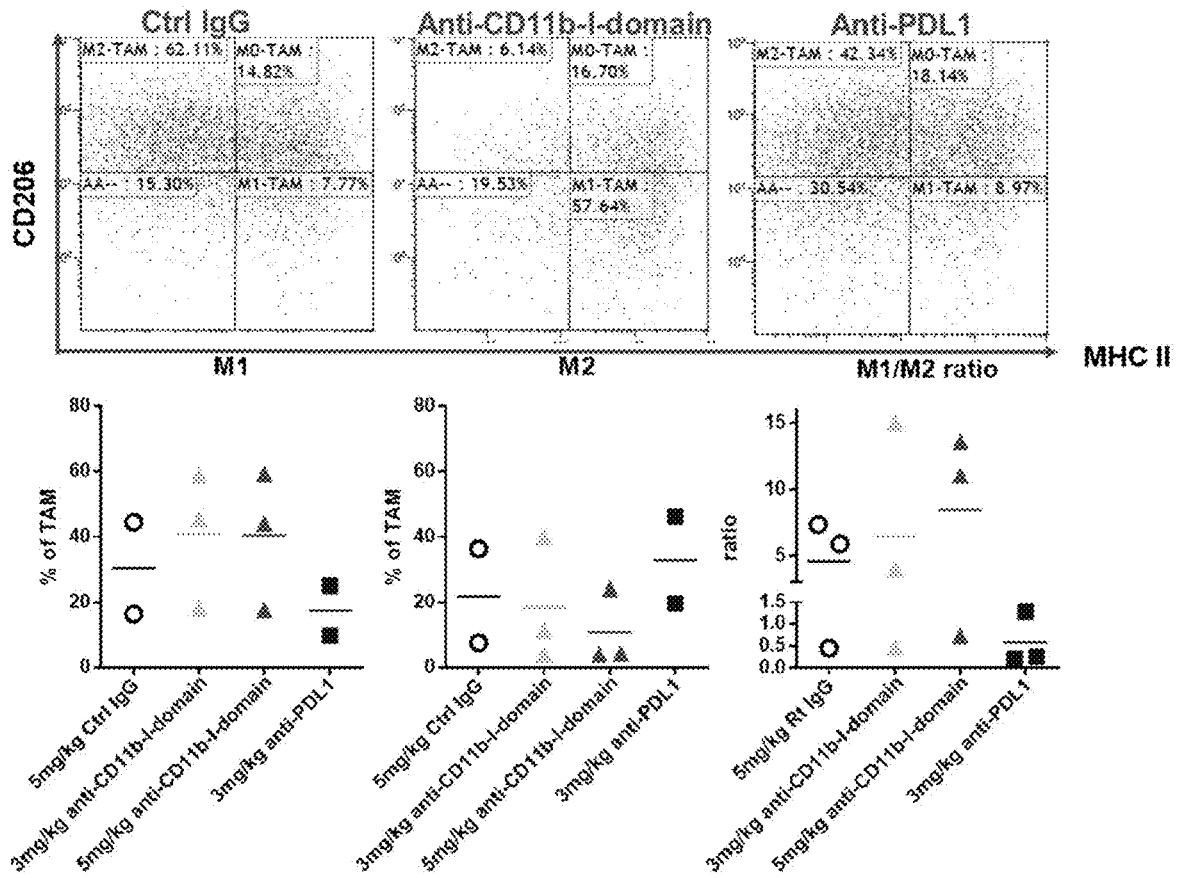 Ctrl IgG
Anti-CD11b-I-domain
Anti-PDL1
M2-TAM : 62.11%
M0-TAM :
14.82%
AA-- : 15.30%
M1-TAM : 7.77%
M2-TAM : 6.14%
M0-TAM :
16.70%
AA-- : 19.53%
M1-TAM :
57.64%
M2-TAM : 42.34%
M0-TAM :
18.14%
AA-- : 30.54%
M1-TAM : 8.97%
CD206
MHC II
M1
80
60
40
20
0
% of TAM
5mg/kg Ctrl IgG
3mg/kg anti-CD11b-I-domain
5mg/kg anti-CD11b-I-domain
3mg/kg anti-PDL1
M2
80
60
40
20
0
% of TAM
5mg/kg Ctrl IgG
3mg/kg anti-CD11b-I-domain
5mg/kg anti-CD11b-I-domain
3mg/kg anti-PDL1
M1/M2 ratio
15
10
5
1.5
1.0
0.5
0.0
ratio
5mg/kg Rt IgG
3mg/kg anti-CD11b-I-domain
5mg/kg anti-CD11b-I-domain
3mg/kg anti-PDL1